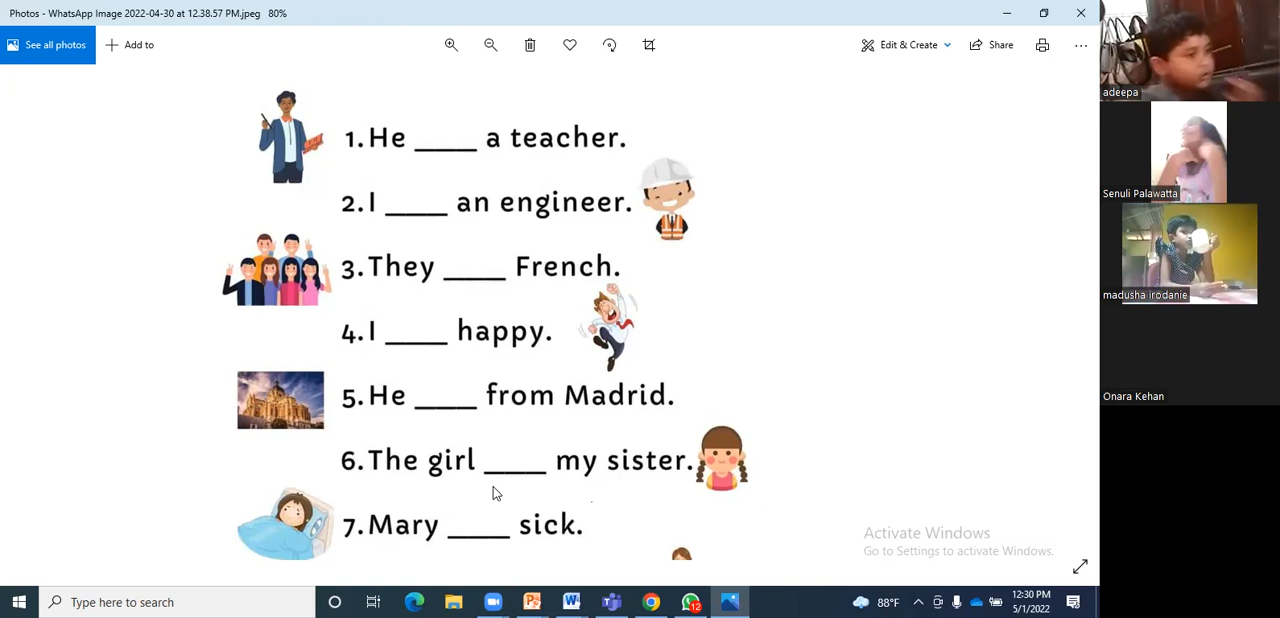 Photos - WhatsApp Image 2022-04-30 at 12.38.57 PM.jpeg 80%
See all photos
Add to
Edit & Create
Share
adeepa
1. He ____ a teacher.
2. I ____ an engineer.
3. They ____ French.
4. I ____ happy.
5. He ____ from Madrid.
6. The girl ____ my sister.
7. Mary ____ sick.
Senuli Palawatta
madusha irodanie
Onara Kehan
Activate Windows
Go to Settings to activate Windows.
Type here to search
12
88°F
12:30 PM
5/1/2022